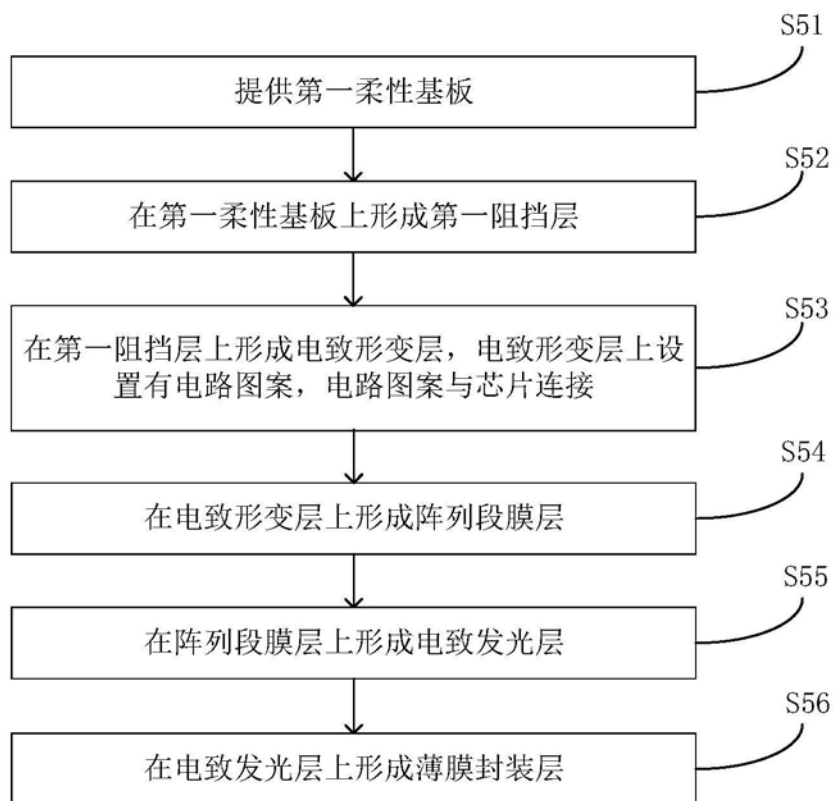 S51
提供第一柔性基板
S52
在第一柔性基板上形成第一阻挡层
S53
在第一阻挡层上形成电致形变层，电致形变层上设
置有电路图案，电路图案与芯片连接
S54
在电致形变层上形成阵列段膜层
S55
在阵列段膜层上形成电致发光层
S56
在电致发光层上形成薄膜封装层